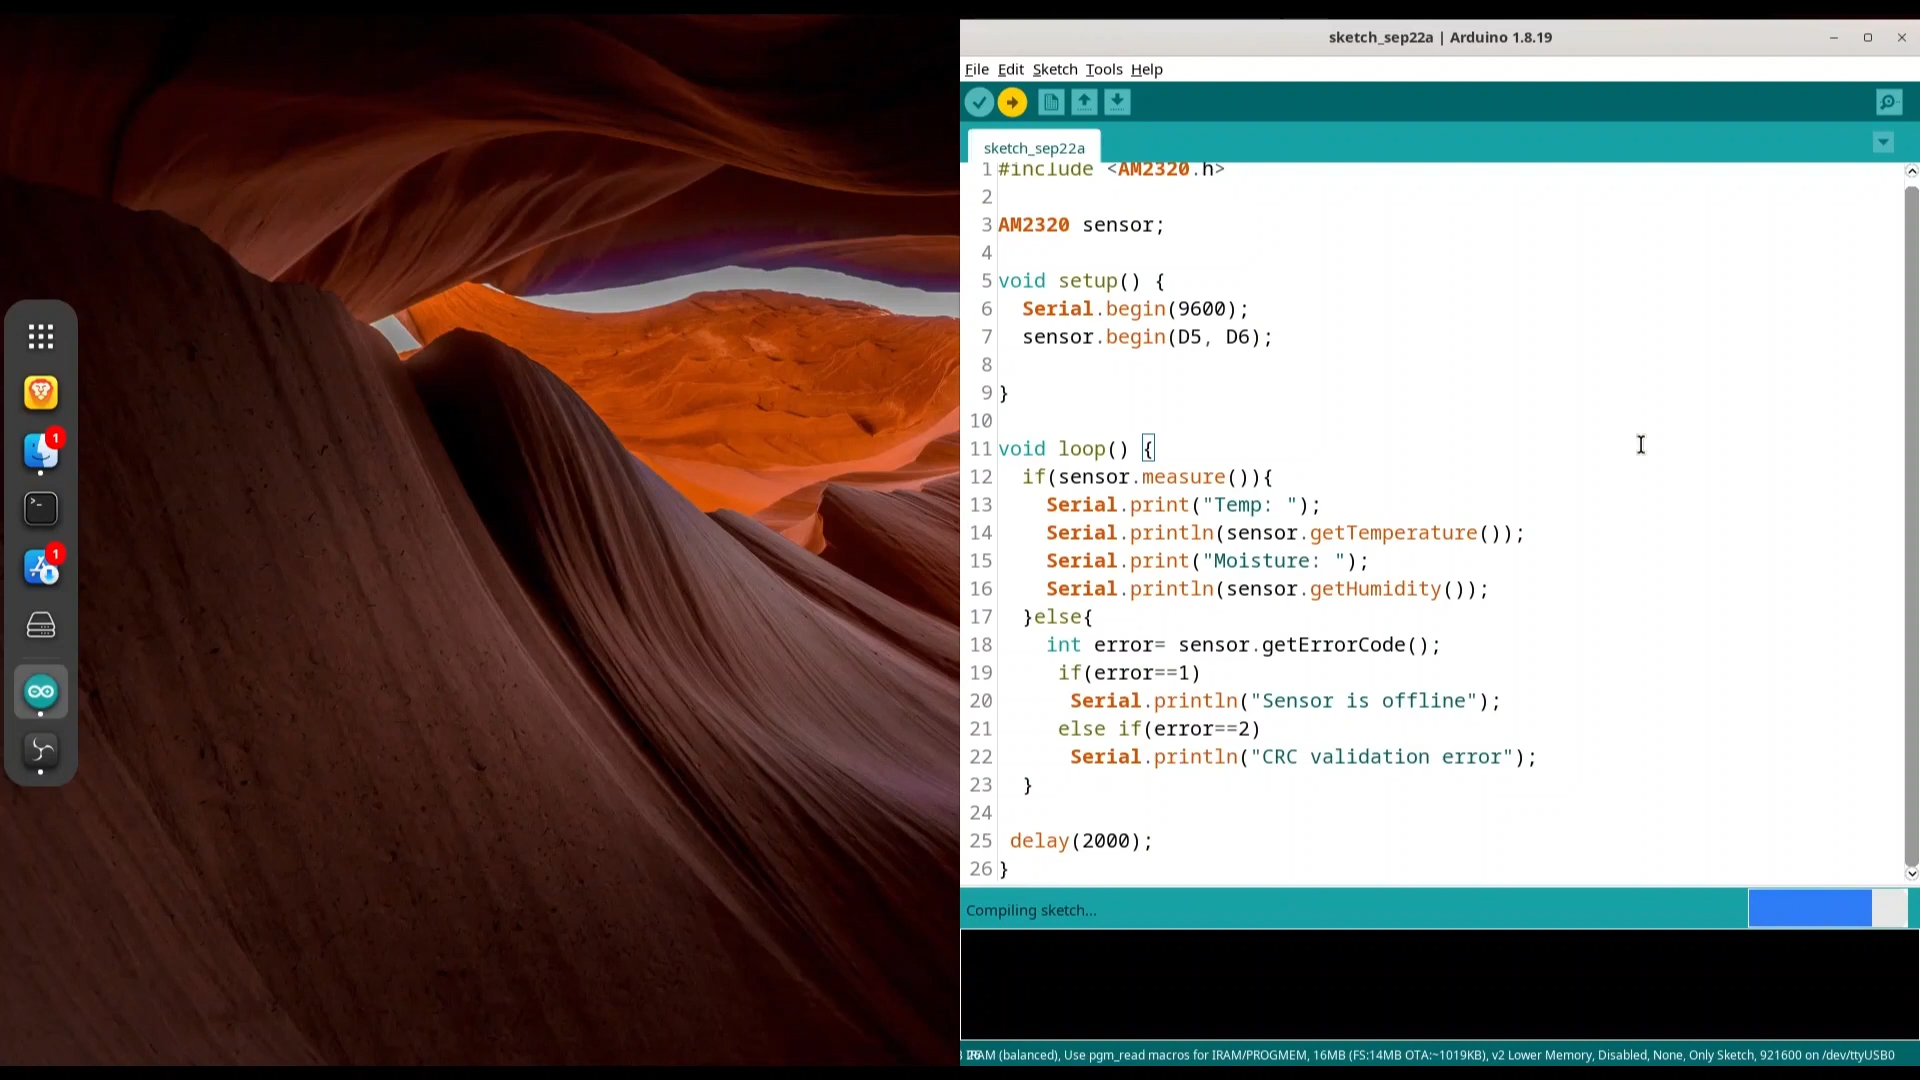 sketch_sep22a | Arduino 1.8.19
File Edit Sketch Tools Help
sketch_sep22a
1 #include <AM2320.h>
2
3 AM2320 sensor;
4
5 void setup() {
6 Serial.begin(9600);
7 sensor.begin(D5, D6);
8
9 }
10
11 void loop() {
12 if(sensor.measure()){
13 Serial.print("Temp: ");
14 Serial.println(sensor.getTemperature());
15 Serial.print("Moisture: ");
16 Serial.println(sensor.getHumidity());
17 }else{
18 int error= sensor.getErrorCode();
19 if(error==1)
20 Serial.println("Sensor is offline");
21 else if(error==2)
22 Serial.println("CRC validation error");
23 }
24
25 delay(2000);
26 }
1
1
Compiling sketch...
(balanced), Use pgm_read macros for IRAM/PROGMEM, 16MB (FS:14MB OTA:~1019KB), v2 Lower Memory, Disabled, None, Only Sketch, 921600 on /dev/ttyUSB0